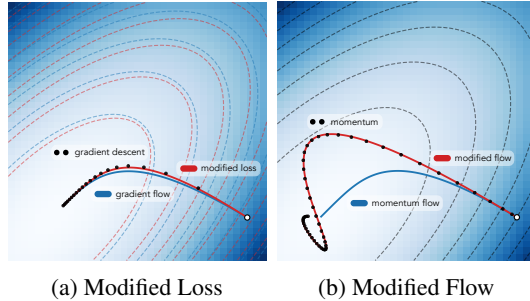 gradient descent
modified loss
gradient flow
(a) Modified Loss
momentum
modified flow
momentum flow
(b) Modified Flow